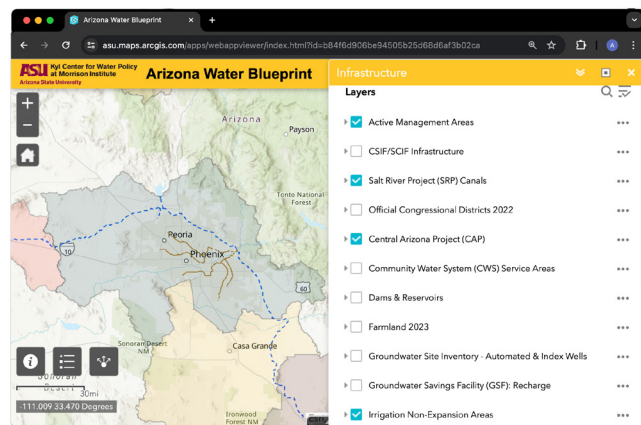 Arizona Water Blueprint
asu.maps.arcgis.com/apps/webappviewer/index.html?id=b84f6d906be94505b25d68d6af3b02ca
A
ASU Kyl Center for Water Policy
at Morrison Institute
Arizona State University
Arizona Water Blueprint
Infrastructure
Layers
Active Management Areas
CSIF/SCIF Infrastructure
Salt River Project (SRP) Canals
Official Congressional Districts 2022
Central Arizona Project (CAP)
Community Water System (CWS) Service Areas
Dams & Reservoirs
Farmland 2023
Groundwater Site Inventory - Automated & Index Wells
Groundwater Savings Facility (GSF): Recharge
Irrigation Non-Expansion Areas
Arizona
Payson
Tonto National
Forest
Peoria
10
Phoenix
60
Sonoran Desert
NM
Casa Grande
Sonoran
Desert
30mi
-111.009 33.470 Degrees
Ironwood
Forest NM